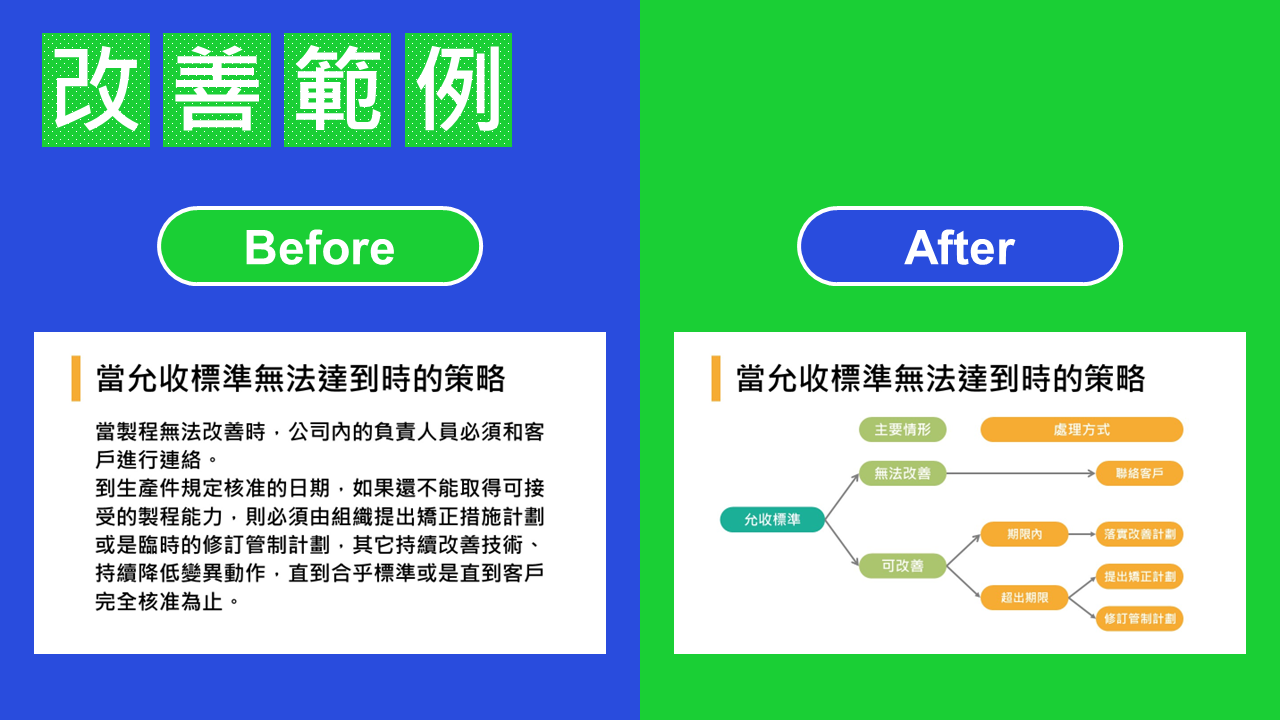 改善範例
Before
當允收標準無法達到時的策略
當製程無法改善時，公司內的負責人員必須和客
戶進行連絡。
到生產件規定核准的日期，如果還不能取得可接
受的製程能力，則必須由組織提出矯正措施計劃
或是臨時的修訂管制計劃，其它持續改善技術、
持續降低變異動作，直到合乎標準或是直到客戶
完全核准為止。
After
當允收標準無法達到時的策略
主要情形
處理方式
無法改善
聯絡客戶
允收標準
可改善
期限內
落實改善計劃
超出期限
提出矯正計劃
修訂管制計劃